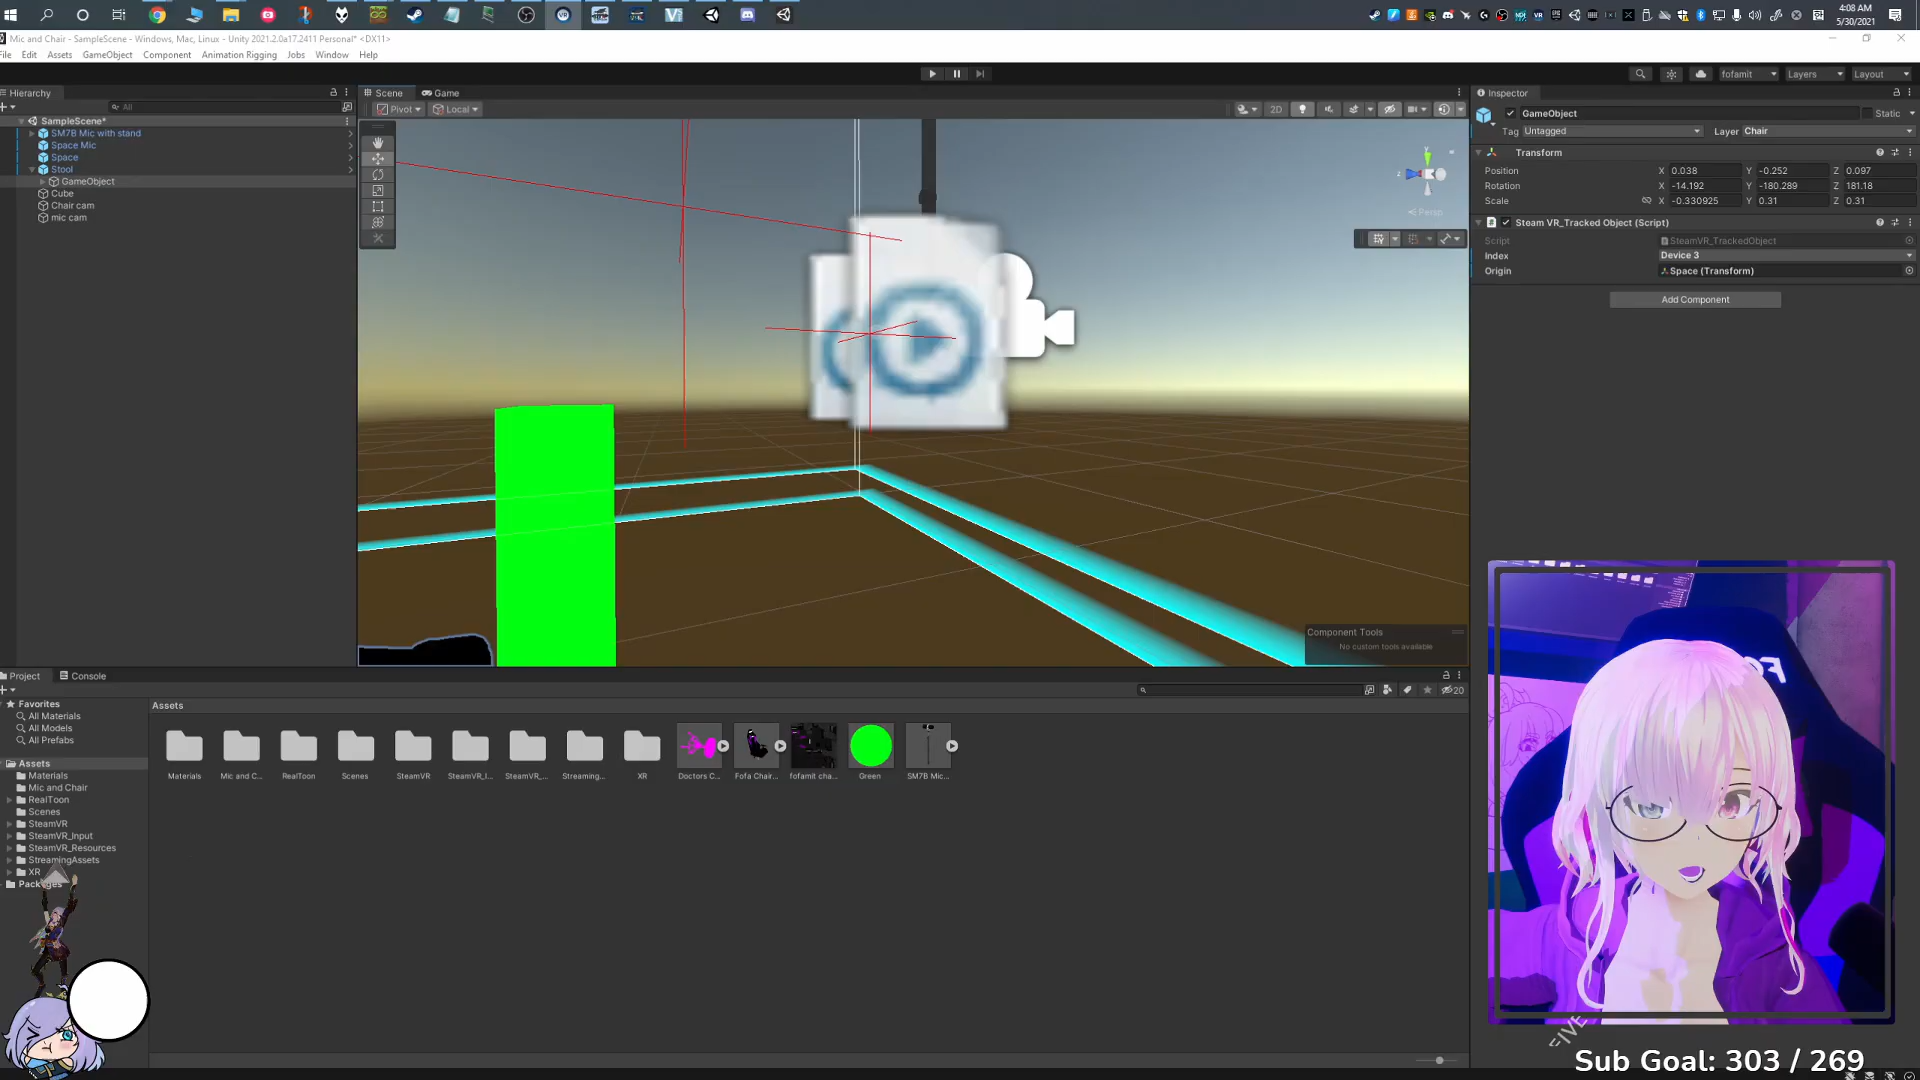 4:08 AM
5/30/2021
Mic and Chair - SampleScene - Windows, Mac, Linux - Unity 2021.2.0a17.2411 Personal* <DX11>
File Edit Assets GameObject Component Animation Rigging Jobs Window Help
fofamit Layers Layout
Hierarchy
All
SampleScene*
SM7B Mic with stand
Space Mic
Space
Stool
GameObject
Cube
Chair cam
mic cam
Scene Game
Pivot Local 2D
Y
Z
Persp
Component Tools
No custom tools available
Inspector
GameObject Static
Tag Untagged Layer Chair
Transform
Position X 0.038 Y -0.252 Z 0.097
Rotation X -14.192 Y -180.289 Z 181.18
Scale X -0.330925 Y 0.31 Z 0.31
Steam VR_Tracked Object (Script)
Script SteamVR_TrackedObject
Index Device 3
Origin Space (Transform)
Add Component
Project Console
20
Favorites
All Materials
All Models
All Prefabs
Assets
Materials
Mic and Chair
RealToon
Scenes
SteamVR
SteamVR_Input
SteamVR_Resources
StreamingAssets
XR
Assets
Materials Mic and C... RealToon Scenes SteamVR SteamVR_I... SteamVR_... Streaming... XR Doctors C... Fofa Chair... fofamit cha... Green SM7B Mic...
Sub Goal: 303 / 269